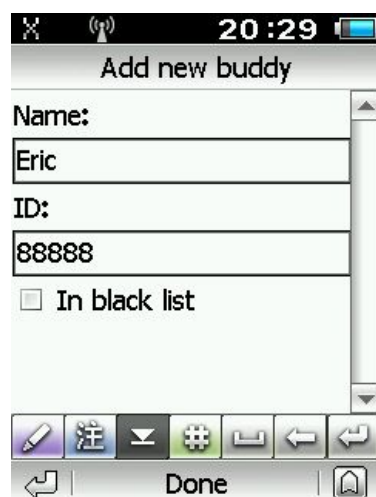 20:29
Add new buddy
Name:
Eric
ID:
88888
In black list
注 #
Done